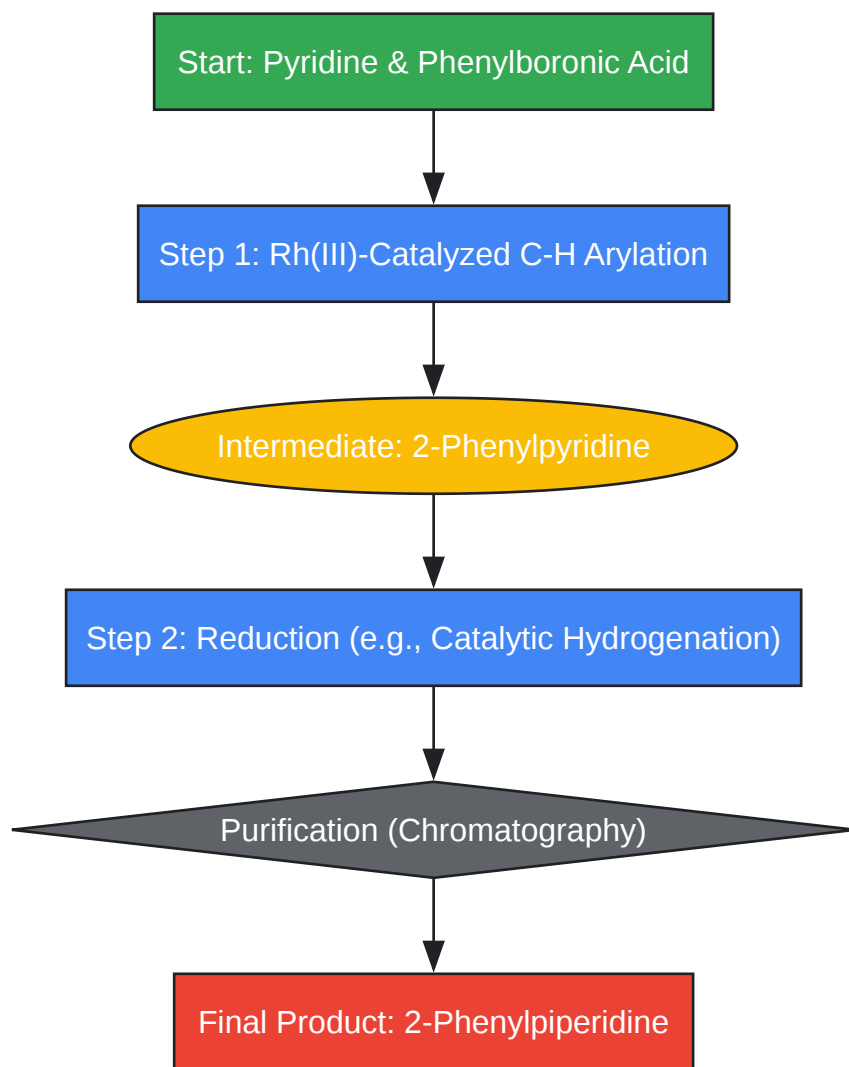 Start: Pyridine & Phenylboronic Acid
Step 1: Rh(III)-Catalyzed C-H Arylation
Intermediate: 2-Phenylpyridine
Step 2: Reduction (e.g., Catalytic Hydrogenation)
Purification (Chromatography)
Final Product: 2-Phenylpiperidine